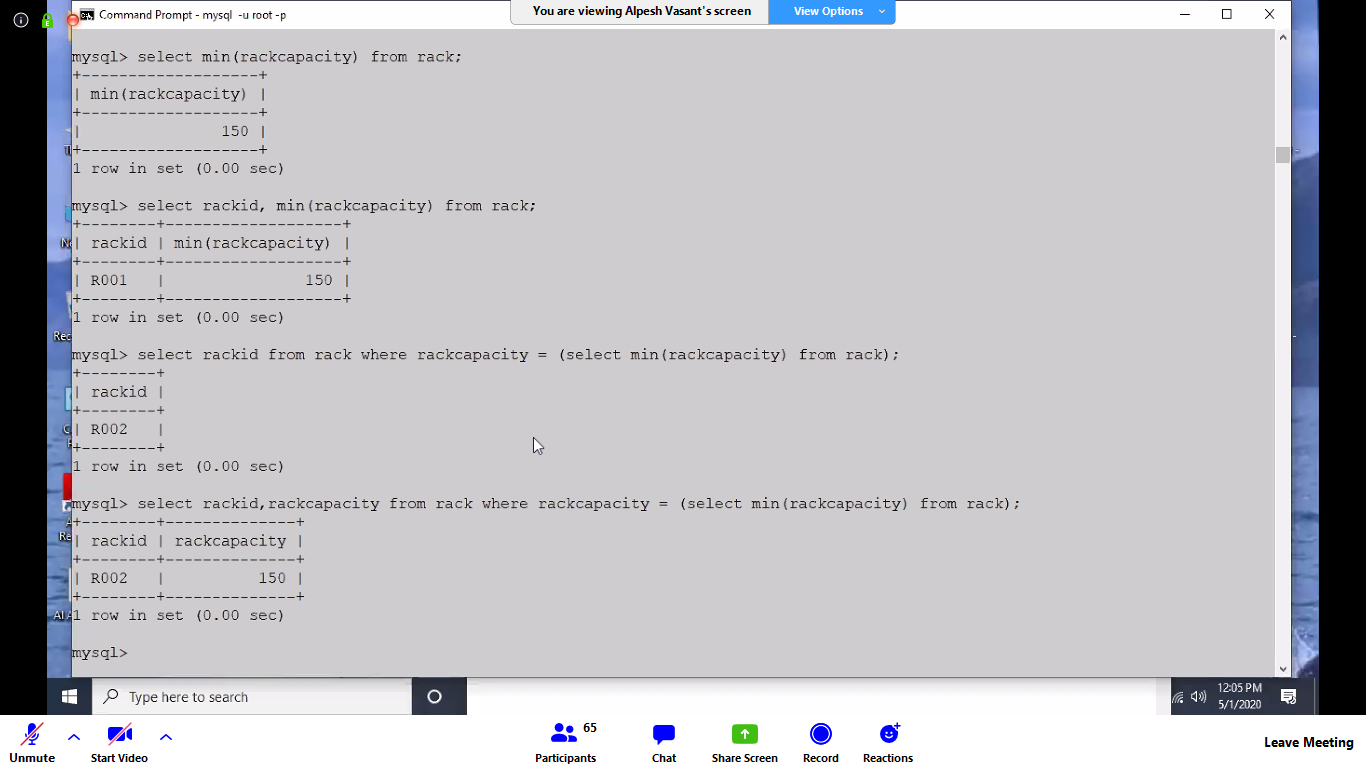 Command Prompt - mysql -u root -p
You are viewing Alpesh Vasant's screen
View Options
mysql> select min(rackcapacity) from rack;
+-------------------+
| min(rackcapacity) |
+-------------------+
|               150 |
+-------------------+
1 row in set (0.00 sec)
mysql> select rackid, min(rackcapacity) from rack;
+--------+-------------------+
| rackid | min(rackcapacity) |
+--------+-------------------+
| R001   |               150 |
+--------+-------------------+
1 row in set (0.00 sec)
mysql> select rackid from rack where rackcapacity = (select min(rackcapacity) from rack);
+--------+
| rackid |
+--------+
| R002   |
+--------+
1 row in set (0.00 sec)
mysql> select rackid,rackcapacity from rack where rackcapacity = (select min(rackcapacity) from rack);
+--------+--------------+
| rackid | rackcapacity |
+--------+--------------+
| R002   |          150 |
+--------+--------------+
1 row in set (0.00 sec)
mysql>
Type here to search
12:05 PM
5/1/2020
Unmute
Start Video
Participants
65
Chat
Share Screen
Record
Reactions
Leave Meeting